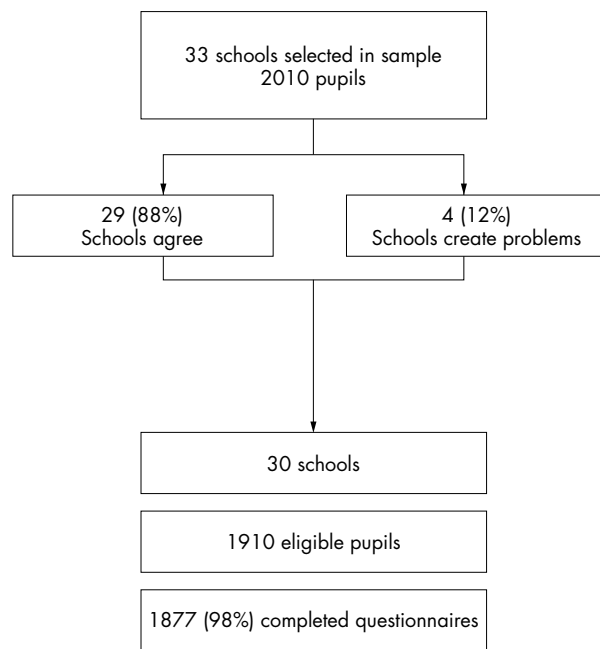 33 schools selected in sample
2010 pupils
29 (88%)
Schools agree
4 (12%)
Schools create problems
30 schools
1910 eligible pupils
1877 (98%) completed questionnaires